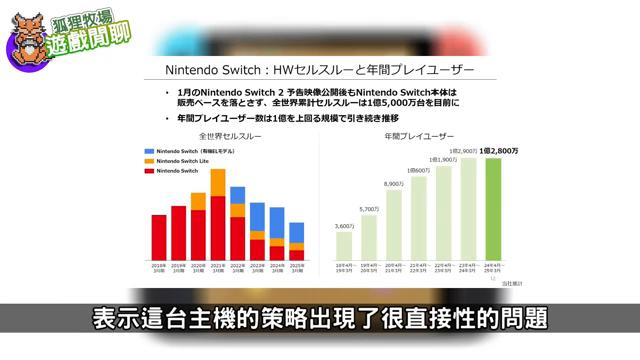 狐狸牧場
遊戲閒聊
Nintendo Switch：HWセルスルーと年間プレイユーザー
• 1月のNintendo Switch 2 予告映像公開後もNintendo Switch本体は
販売ペースを落とさず、全世界累計セルスルーは1億5,000万台を目前に
• 年間プレイユーザー数は1億を上回る規模で引き続き推移
全世界セルスルー
Nintendo Switch（有機ELモデル）
Nintendo Switch Lite
Nintendo Switch
2018年 3月期
2019年 3月期
2020年 3月期
2021年 3月期
2022年 3月期
2023年 3月期
2024年 3月期
2025年 3月期
年間プレイユーザー
3,600万
5,700万
8,900万
1億600万
1億1,900万
1億2,900万
1億2,800万
18年4月～ 19年3月
19年4月～ 20年3月
20年4月～ 21年3月
21年4月～ 22年3月
22年4月～ 23年3月
23年4月～ 24年3月
24年4月～ 25年3月
12
当社集計
表示這台主機的策略出現了很直接性的問題